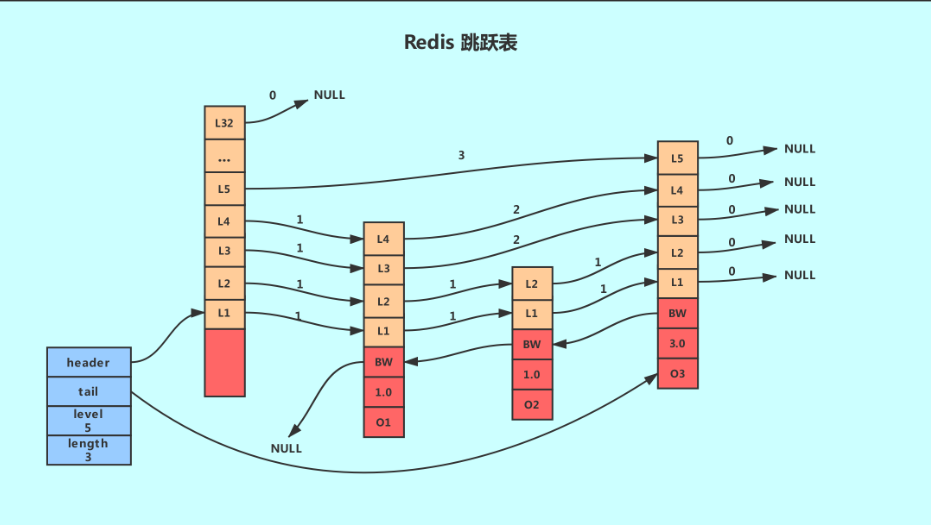 Redis 跳跃表
0
NULL
L32
...
L5
L4
L3
L2
L1
3
1
1
1
1
L4
L3
L2
L1
BW
1.0
O1
NULL
2
2
1
1
L2
L1
BW
1.0
O2
1
1
L5
L4
L3
L2
L1
BW
3.0
O3
0
NULL
0
NULL
0
NULL
0
NULL
0
NULL
header
tail
level
5
length
3